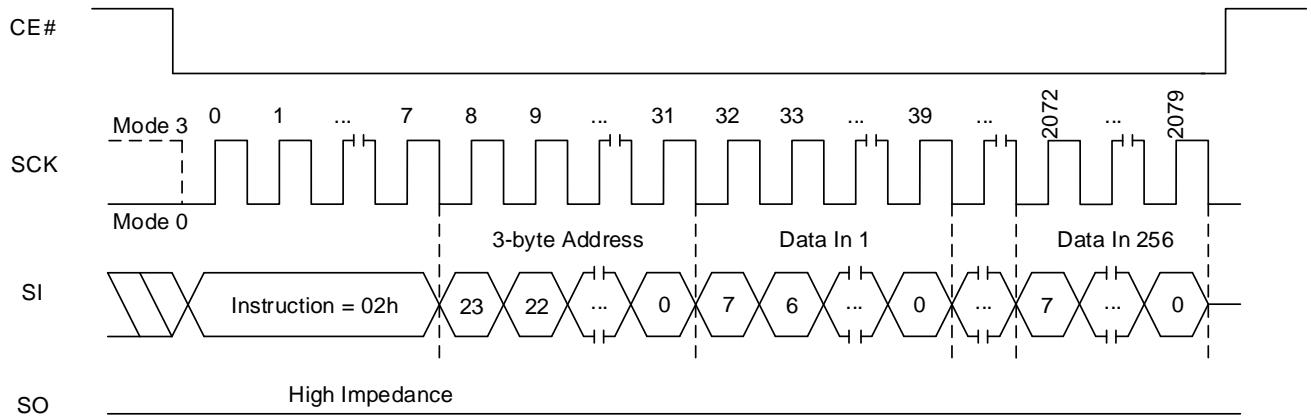 CE#
SCK
Mode 3
Mode 0
0 1 ... 7 8 9 ... 31 32 33 ... 39 ... 2072 ... 2079
3-byte Address Data In 1 Data In 256
SI
Instruction = 02h 23 22 ... 0 7 6 ... 0 ... 7 ... 0
High Impedance
SO